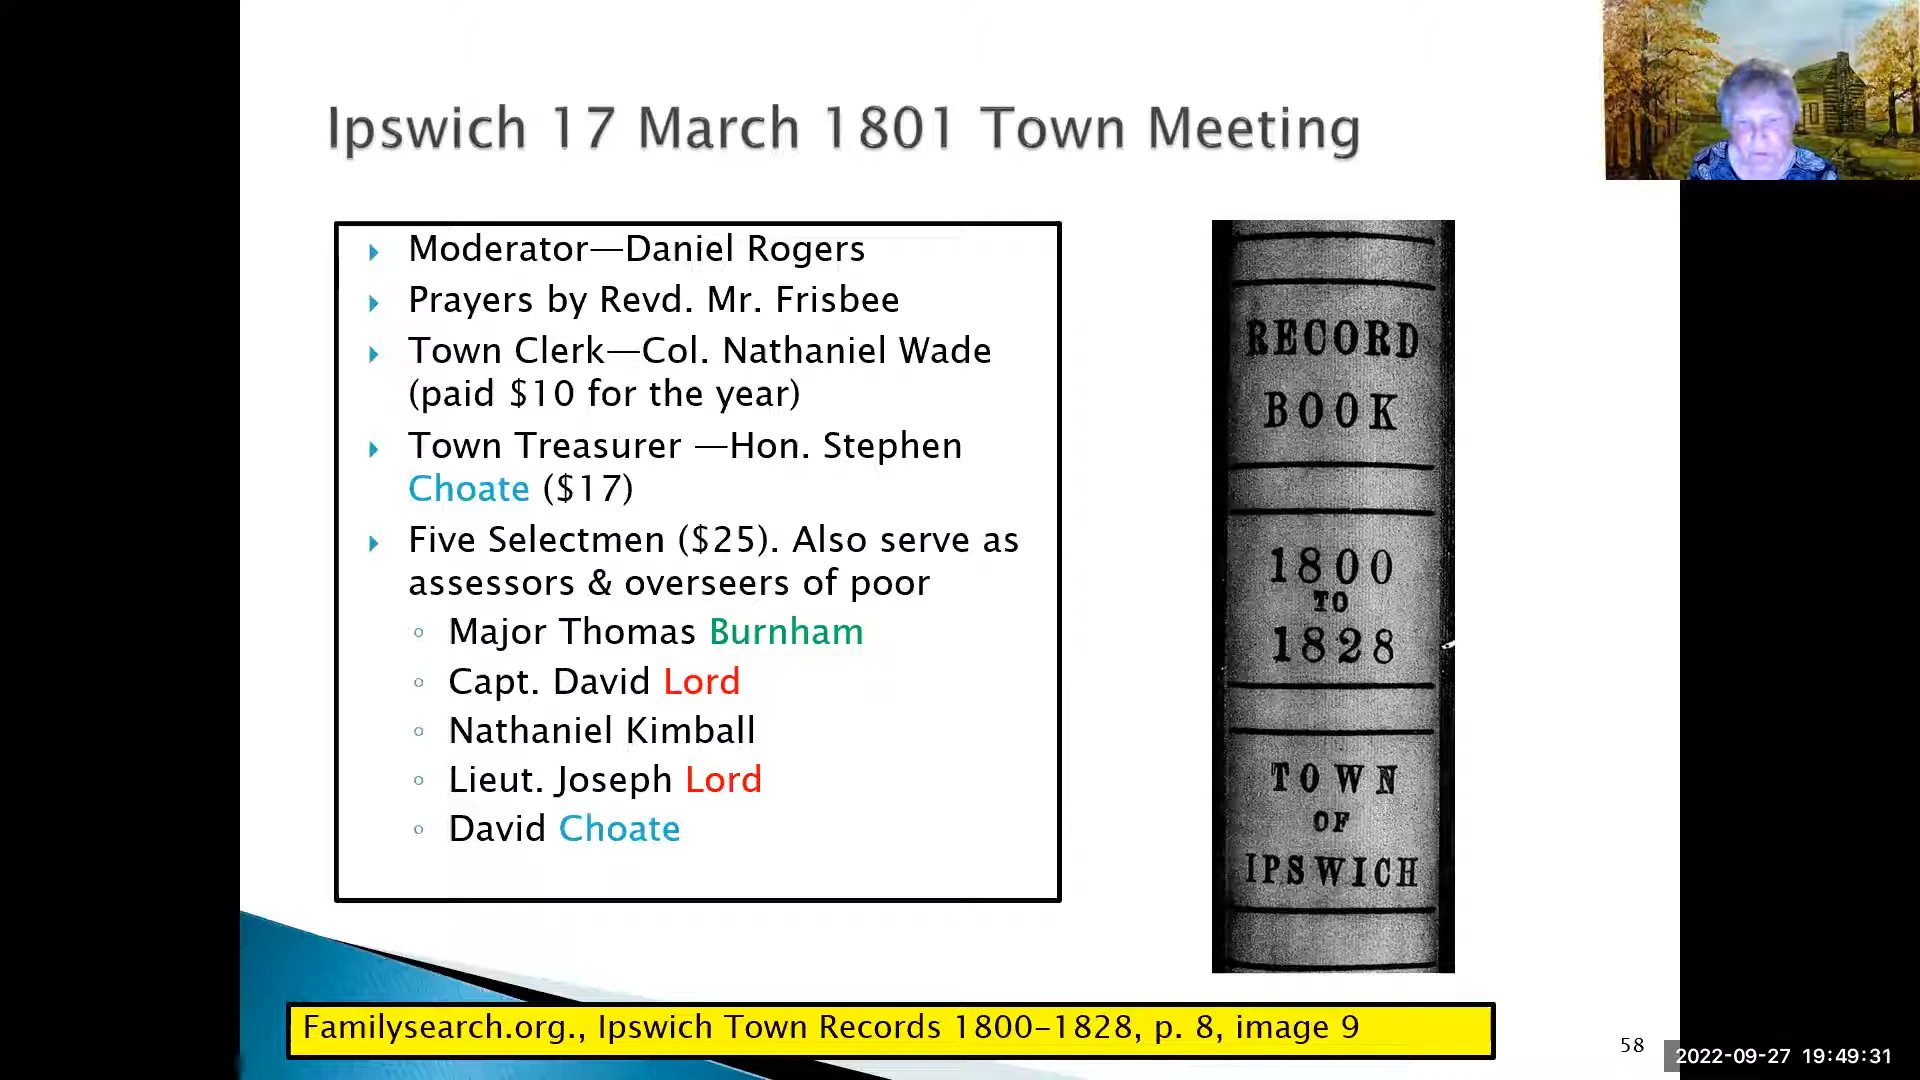 Ipswich 17 March 1801 Town Meeting
Moderator—Daniel Rogers
Prayers by Revd. Mr. Frisbee
Town Clerk—Col. Nathaniel Wade
(paid $10 for the year)
Town Treasurer —Hon. Stephen
Choate ($17)
Five Selectmen ($25). Also serve as
assessors & overseers of poor
Major Thomas Burnham
Capt. David Lord
Nathaniel Kimball
Lieut. Joseph Lord
David Choate
RECORD
BOOK
1800
TO
1828
TOWN
OF
IPSWICH
Familysearch.org., Ipswich Town Records 1800-1828, p. 8, image 9
58
2022-09-27 19:49:31